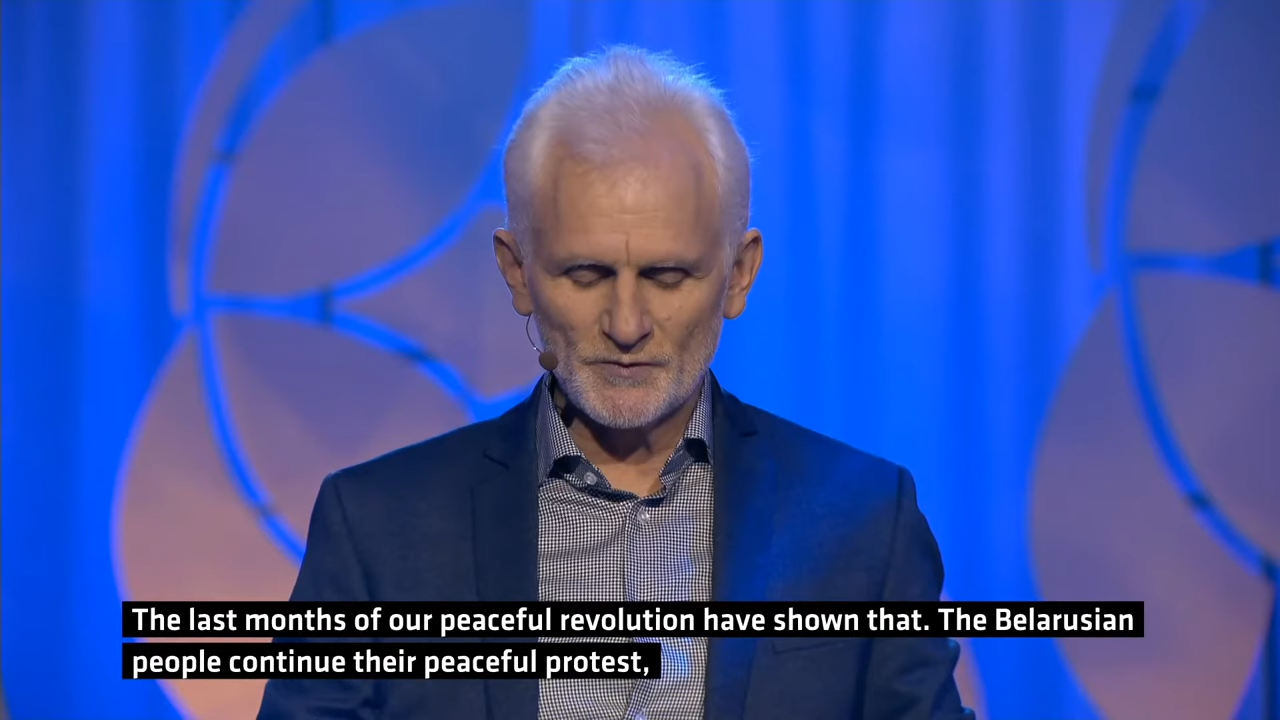 The last months of our peaceful revolution have shown that. The Belarusian
people continue their peaceful protest,